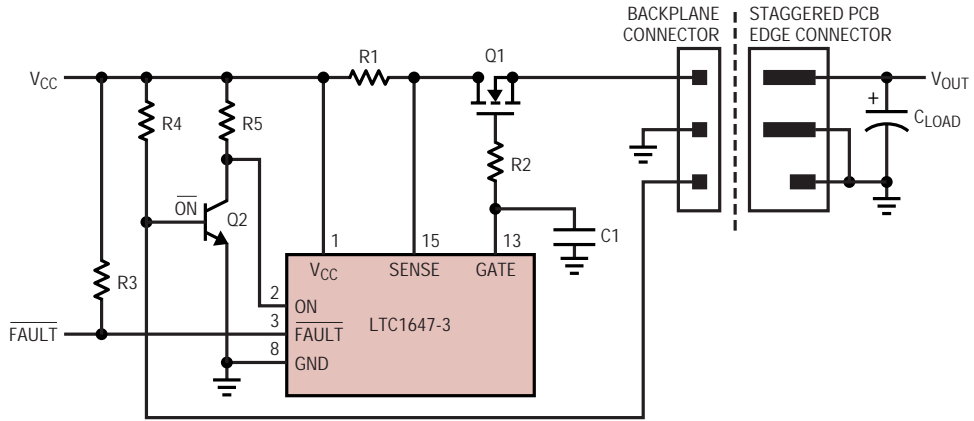 BACKPLANE
CONNECTOR
STAGGERED PCB
EDGE CONNECTOR
R1
Q1
VCC
VOUT
+
CLOAD
R4
R5
R2
ON
Q2
C1
R3
1
15
13
VCC
SENSE
GATE
2
ON
LTC1647-3
3
FAULT
FAULT
8
GND